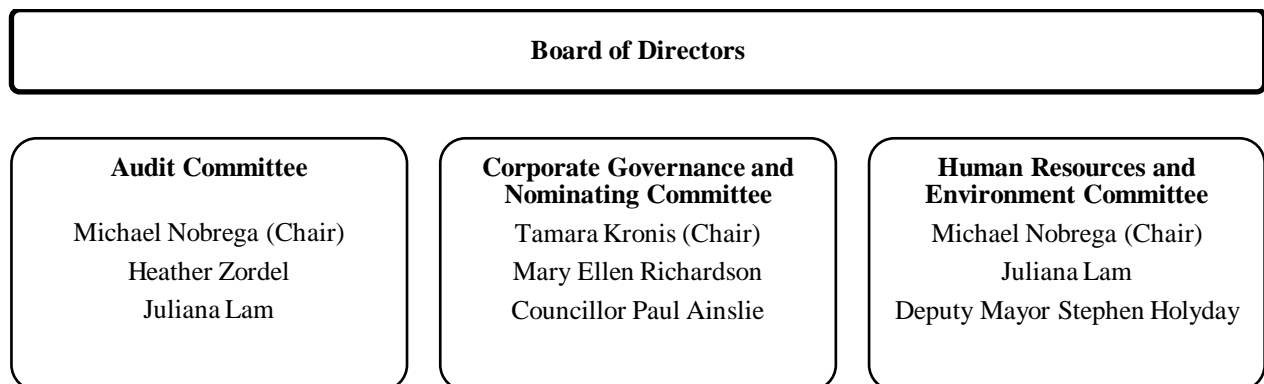 Board of Directors
Audit Committee
Michael Nobrega (Chair)
Heather Zordel
Juliana Lam
Corporate Governance and
Nominating Committee
Tamara Kronis (Chair)
Mary Ellen Richardson
Councillor Paul Ainslie
Human Resources and
Environment Committee
Michael Nobrega (Chair)
Juliana Lam
Deputy Mayor Stephen Holyday